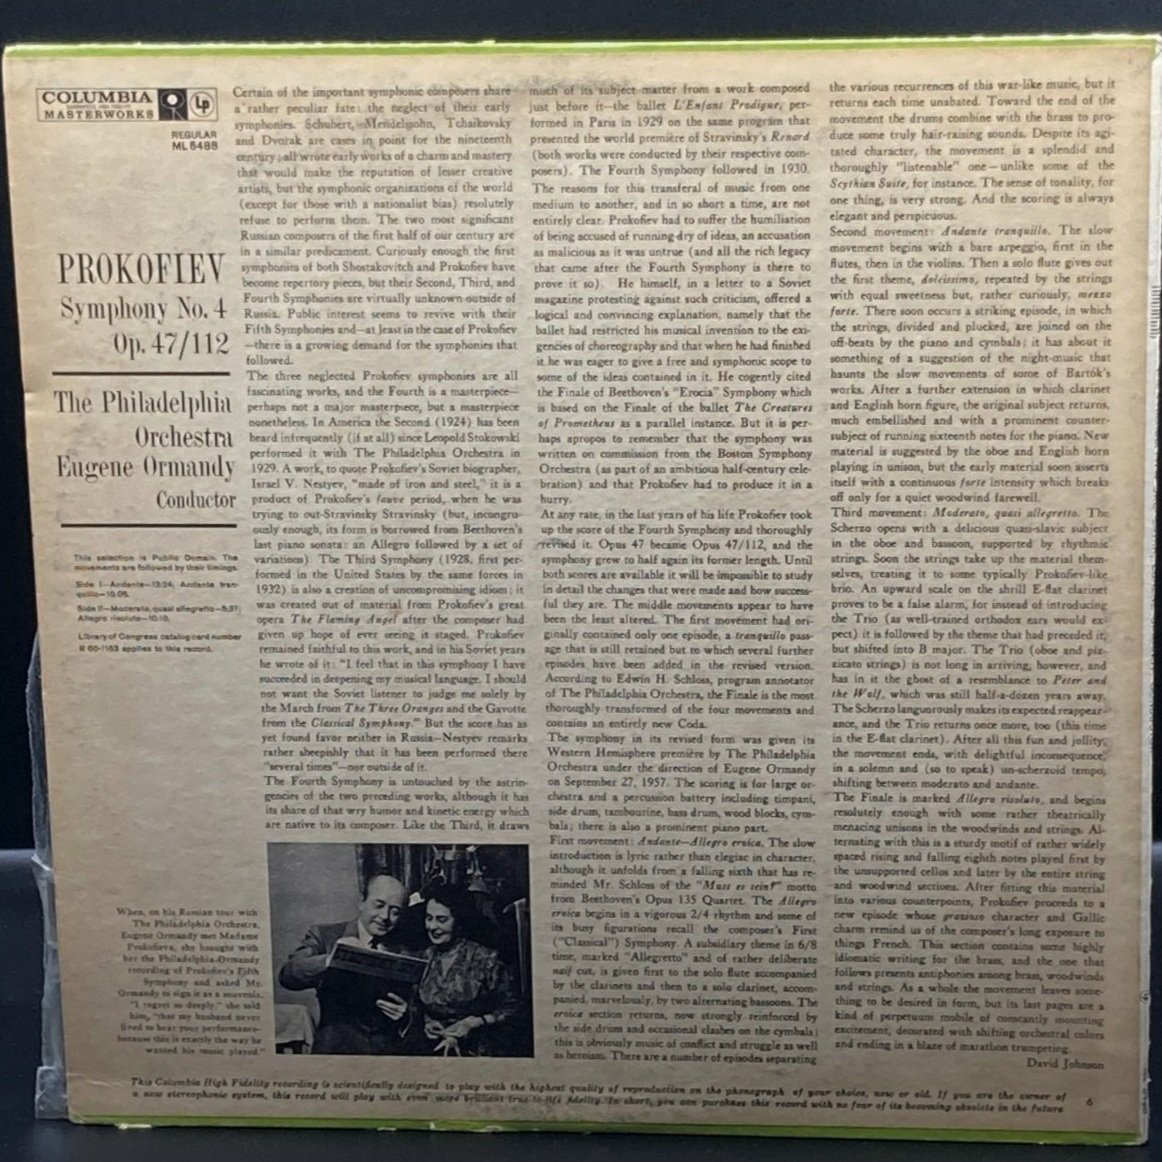 COLUMBIA
MASTERWORKS
Lp
REGULAR
ML 5488
PROKOFIEV
Symphony No. 4
Op. 47/112
The Philadelphia
Orchestra
Eugene Ormandy
Conductor
This selection is Public Domain. The
movements are followed by their timings.
Side I—Andante—13:24; Andante tran-
quillo—10:06.
Side II—Moderato, quasi allegretto—5:37;
Allegro risoluto—10:10.
Library of Congress catalog card number
R 60-1163 applies to this record.
Certain of the important symphonic composers share
a rather peculiar fate: the neglect of their early
symphonies. Schubert, Mendelssohn, Tchaikovsky
and Dvorak are cases in point for the nineteenth
century; all wrote early works of a charm and mastery
that would make the reputation of lesser creative
artists, but the symphonic organizations of the world
(except for those with a nationalist bias) resolutely
refuse to perform them. The two most significant
Russian composers of the first half of our century are
in a similar predicament. Curiously enough the first
symphonies of both Shostakovitch and Prokofiev have
become repertory pieces, but their Second, Third, and
Fourth Symphonies are virtually unknown outside of
Russia. Public interest seems to revive with their
Fifth Symphonies and—at least in the case of Prokofiev
—there is a growing demand for the symphonies that
followed.
The three neglected Prokofiev symphonies are all
fascinating works, and the Fourth is a masterpiece—
perhaps not a major masterpiece, but a masterpiece
nonetheless. In America the Second (1924) has been
heard infrequently (if at all) since Leopold Stokowski
performed it with The Philadelphia Orchestra in
1929. A work, to quote Prokofiev's Soviet biographer,
Israel V. Nestyev, "made of iron and steel," it is a
product of Prokofiev's fauve period, when he was
trying to out-Stravinsky Stravinsky (but, incongru-
ously enough, its form is borrowed from Beethoven's
last piano sonata: an Allegro followed by a set of
variations). The Third Symphony (1928, first per-
formed in the United States by the same forces in
1932) is also a creation of uncompromising idiom; it
was created out of material from Prokofiev's great
opera The Flaming Angel after the composer had
given up hope of ever seeing it staged. Prokofiev
remained faithful to this work, and in his Soviet years
he wrote of it: "I feel that in this symphony I have
succeeded in deepening my musical language. I should
not want the Soviet listener to judge me solely by
the March from The Three Oranges and the Gavotte
from the Classical Symphony." But the score has as
yet found favor neither in Russia—Nestyev remarks
rather sheepishly that it has been performed there
"several times"—nor outside of it.
The Fourth Symphony is untouched by the astrin-
gencies of the two preceding works, although it has
its share of that wry humor and kinetic energy which
are native to its composer. Like the Third, it draws
When, on his Russian tour with
The Philadelphia Orchestra,
Eugene Ormandy met Madame
Prokofieva, she brought with
her the Philadelphia-Ormandy
recording of Prokofiev's Fifth
Symphony and asked Mr.
Ormandy to sign it as a souvenir.
"I regret so deeply," she told
him, "that my husband never
lived to hear your performance—
because this is exactly the way he
wanted his music played."
much of its subject matter from a work composed
just before it—the ballet L'Enfant Prodigue, per-
formed in Paris in 1929 on the same program that
presented the world première of Stravinsky's Renard
(both works were conducted by their respective com-
posers). The Fourth Symphony followed in 1930.
The reasons for this transferal of music from one
medium to another, and in so short a time, are not
entirely clear. Prokofiev had to suffer the humiliation
of being accused of running dry of ideas, an accusation
as malicious as it was untrue (and all the rich legacy
that came after the Fourth Symphony is there to
prove it so). He himself, in a letter to a Soviet
magazine protesting against such criticism, offered a
logical and convincing explanation, namely that the
ballet had restricted his musical invention to the exi-
gencies of choreography and that when he had finished
it he was eager to give a free and symphonic scope to
some of the ideas contained in it. He cogently cited
the Finale of Beethoven's "Erocia" Symphony which
is based on the Finale of the ballet The Creatures
of Prometheus as a parallel instance. But it is per-
haps apropos to remember that the symphony was
written on commission from the Boston Symphony
Orchestra (as part of an ambitious half-century cele-
bration) and that Prokofiev had to produce it in a
hurry.
At any rate, in the last years of his life Prokofiev took
up the score of the Fourth Symphony and thoroughly
revised it. Opus 47 became Opus 47/112, and the
symphony grew to half again its former length. Until
both scores are available it will be impossible to study
in detail the changes that were made and how success-
ful they are. The middle movements appear to have
been the least altered. The first movement had ori-
ginally contained only one episode, a tranquillo pass-
age that is still retained but to which several further
episodes have been added in the revised version.
According to Edwin H. Schloss, program annotator
of The Philadelphia Orchestra, the Finale is the most
thoroughly transformed of the four movements and
contains an entirely new Coda.
The symphony in its revised form was given its
Western Hemisphere première by The Philadelphia
Orchestra under the direction of Eugene Ormandy
on September 27, 1957. The scoring is for large or-
chestra and a percussion battery including timpani,
side drum, tambourine, bass drum, wood blocks, cym-
bals; there is also a prominent piano part.
First movement: Andante—Allegro eroico. The slow
introduction is lyric rather than elegiac in character,
although it unfolds from a falling sixth that has re-
minded Mr. Schloss of the "Muss es sein?" motto
from Beethoven's Opus 135 Quartet. The Allegro
eroico begins in a vigorous 2/4 rhythm and some of
its busy figurations recall the composer's First
("Classical") Symphony. A subsidiary theme in 6/8
time, marked "Allegretto" and of rather deliberate
naïf cut, is given first to the solo flute accompanied
by the clarinets and then to a solo clarinet, accom-
panied, marvelously, by two alternating bassoons. The
eroico section returns, now strongly reinforced by
the side drum and occasional clashes on the cymbals;
this is obviously music of conflict and struggle as well
as heroism. There are a number of episodes separating
the various recurrences of this war-like music, but it
returns each time unabated. Toward the end of the
movement the drums combine with the brass to pro-
duce some truly hair-raising sounds. Despite its agi-
tated character, the movement is a splendid and
thoroughly "listenable" one—unlike some of the
Scythian Suite, for instance. The sense of tonality, for
one thing, is very strong. And the scoring is always
elegant and perspicuous.
Second movement: Andante tranquillo. The slow
movement begins with a bare arpeggio, first in the
flutes, then in the violins. Then a solo flute gives out
the first theme, dolcissimo, repeated by the strings
with equal sweetness but, rather curiously, mezzo
forte. There soon occurs a striking episode, in which
the strings, divided and plucked, are joined on the
off-beats by the piano and cymbals; it has about it
something of a suggestion of the night-music that
haunts the slow movements of some of Bartók's
works. After a further extension in which clarinet
and English horn figure, the original subject returns,
much embellished and with a prominent counter-
subject of running sixteenth notes for the piano. New
material is suggested by the oboe and English horn
playing in unison, but the early material soon asserts
itself with a continuous forte intensity which breaks
off only for a quiet woodwind farewell.
Third movement: Moderato, quasi allegretto. The
Scherzo opens with a delicious quasi-slavic subject
in the oboe and bassoon, supported by rhythmic
strings. Soon the strings take up the material them-
selves, treating it to some typically Prokofiev-like
brio. An upward scale on the shrill E-flat clarinet
proves to be a false alarm, for instead of introducing
the Trio (as well-trained orthodox ears would ex-
pect) it is followed by the theme that had preceded it,
but shifted into B major. The Trio (oboe and piz-
zicato strings) is not long in arriving, however, and
has in it the ghost of a resemblance to Peter and
the Wolf, which was still half-a-dozen years away.
The Scherzo languorously makes its expected reappear-
ance, and the Trio returns once more, too (this time
in the E-flat clarinet). After all this fun and jollity,
the movement ends, with delightful inconsequence,
in a solemn and (so to speak) un-scherzoid tempo,
shifting between moderato and andante.
The Finale is marked Allegro risoluto, and begins
resolutely enough with some rather theatrically
menacing unisons in the woodwinds and strings. Al-
ternating with this is a sturdy motif of rather widely
spaced rising and falling eighth notes played first by
the unsupported cellos and later by the entire string
and woodwind sections. After fitting this material
into various counterpoints, Prokofiev proceeds to a
new episode whose grazioso character and Gallic
charm remind us of the composer's long exposure to
things French. This section contains some highly
idiomatic writing for the brass, and the one that
follows presents antiphonies among brass, woodwinds
and strings. As a whole the movement leaves some-
thing to be desired in form, but its last pages are a
kind of perpetuum mobile of constantly mounting
excitement, decorated with shifting orchestral colors
and ending in a blaze of marathon trumpeting.
David Johnson
This Columbia High Fidelity recording is scientifically designed to play with the highest quality of reproduction on the phonograph of your choice, new or old. If you are the owner of
a new stereophonic system, this record will play with even more brilliant true-to-life fidelity. In short, you can purchase this record with no fear of its becoming obsolete in the future.
6